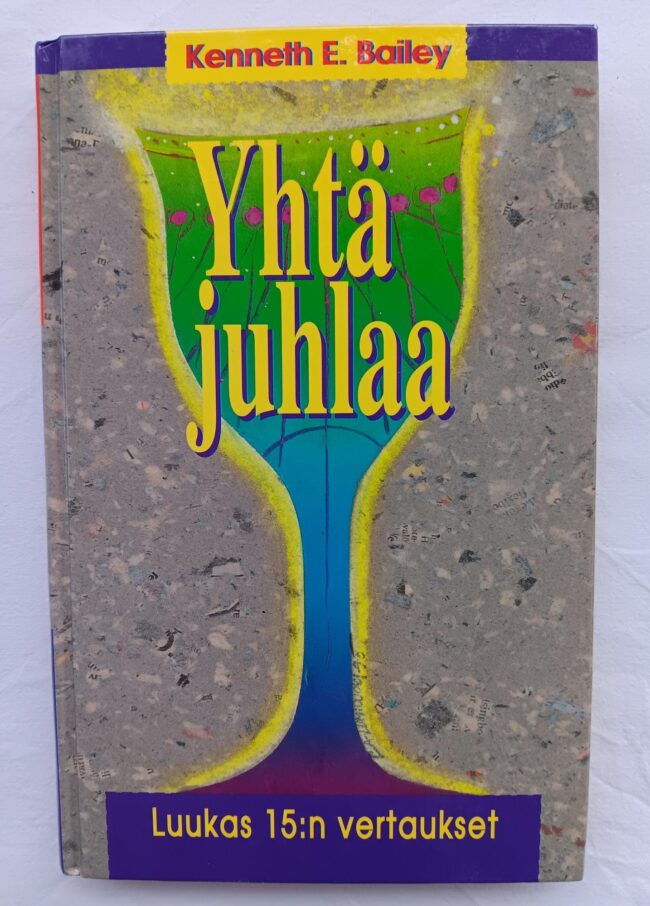 Kenneth E. Bailey
Yhtä
juhlaa
Luukas 15:n vertaukset